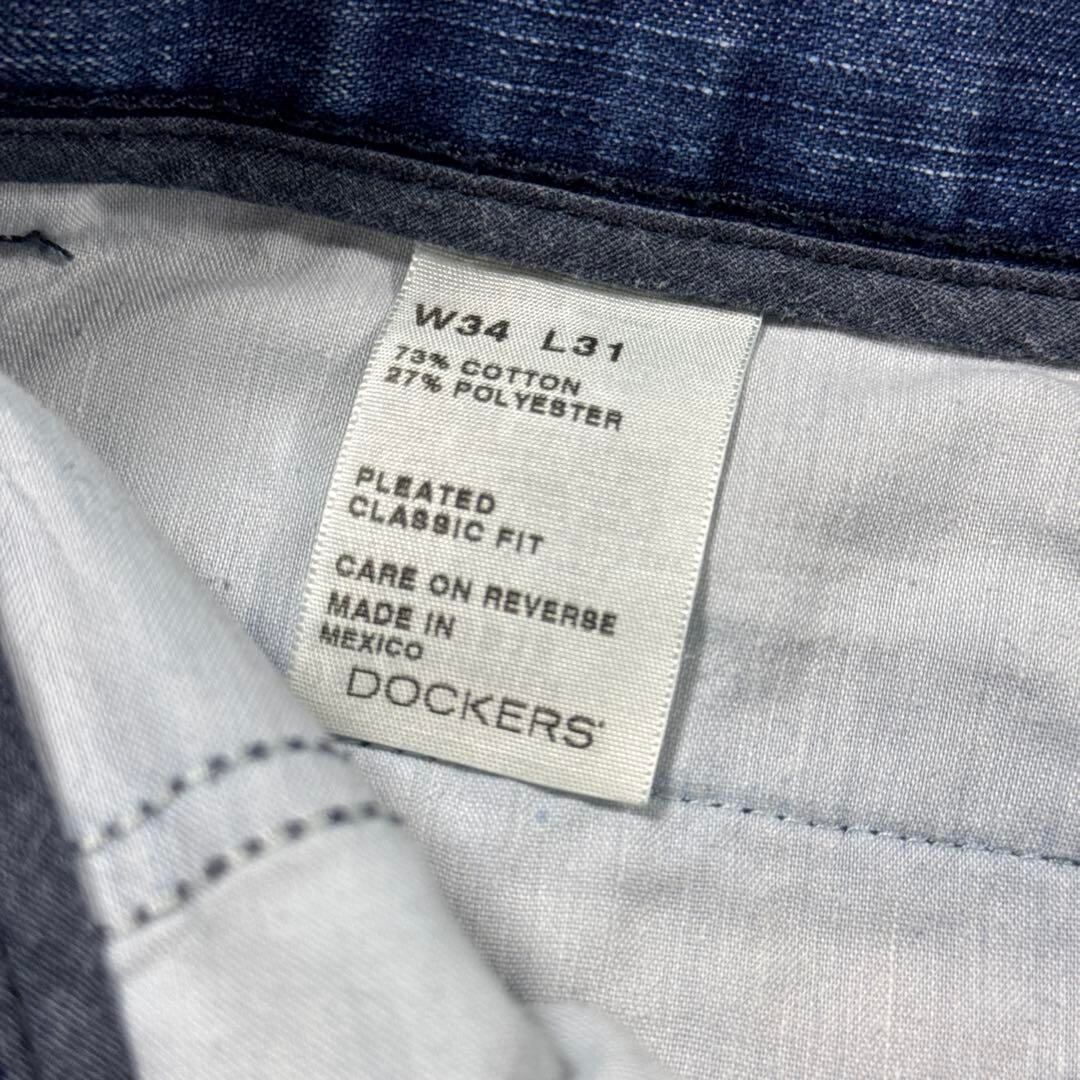 W34 L31
73% COTTON
27% POLYESTER
PLEATED
CLASSIC FIT
CARE ON REVERSE
MADE IN
MEXICO
DOCKERS®